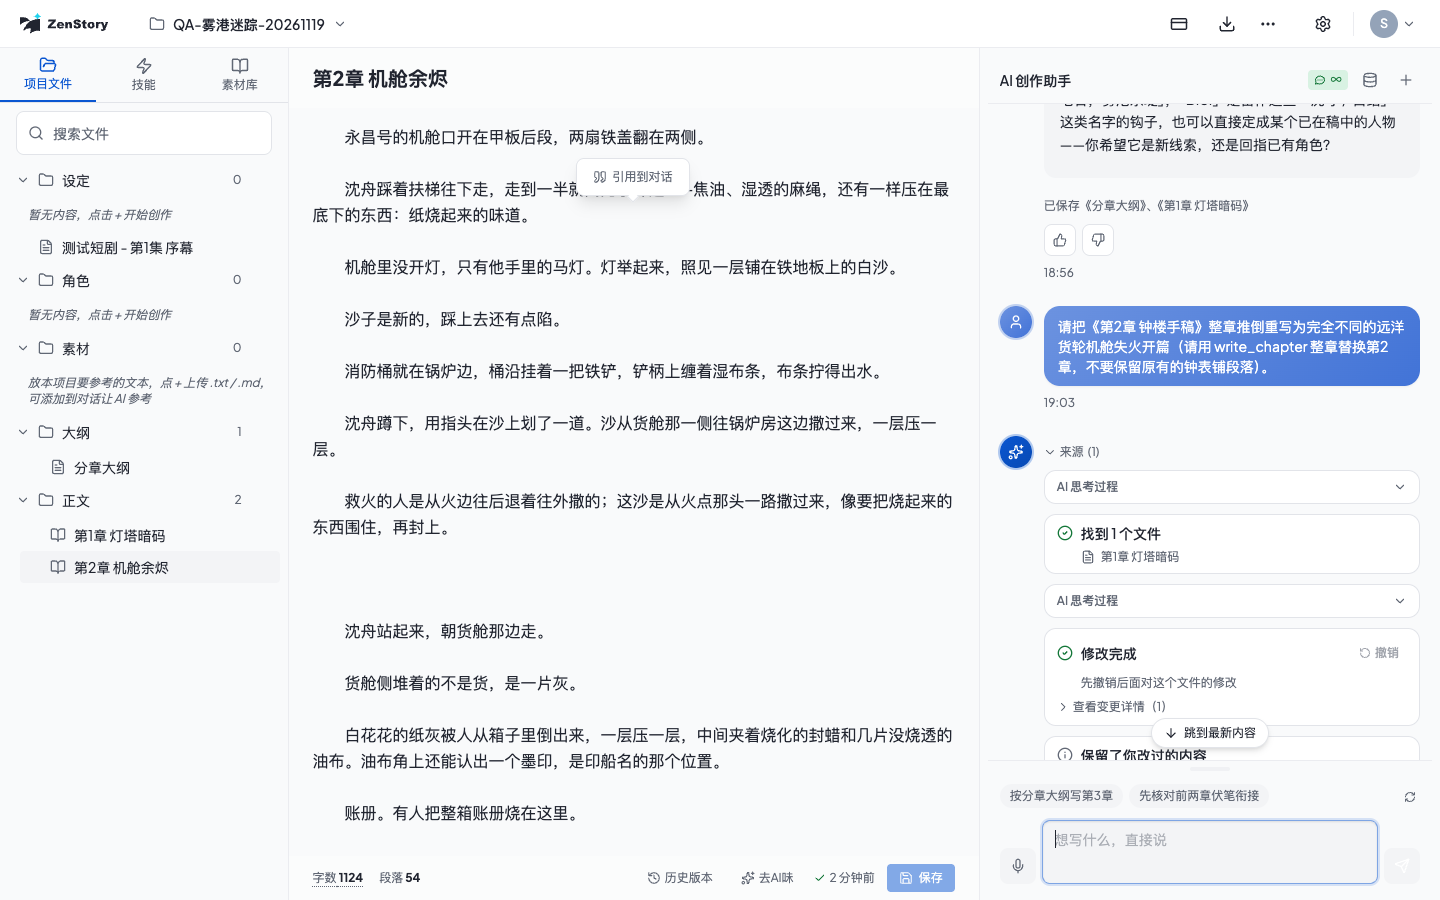 ZenStory
QA-雾港迷踪-20261119
S
项目文件
技能
素材库
搜索文件
设定 0
暂无内容，点击 + 开始创作
测试短剧 - 第1集 序幕
角色 0
暂无内容，点击 + 开始创作
素材 0
放本项目要参考的文本，点 + 上传 .txt / .md，
可添加到对话让 AI 参考
大纲 1
分章大纲
正文 2
第1章 灯塔暗码
第2章 机舱余烬
第2章 机舱余烬
永昌号的机舱口开在甲板后段，两扇铁盖翻在两侧。
引用到对话
沈舟踩着扶梯往下走，走到一半就
焦油、湿透的麻绳，还有一样压在最
底下的东西：纸烧起来的味道。
机舱里没开灯，只有他手里的马灯。灯举起来，照见一层铺在铁地板上的白沙。
沙子是新的，踩上去还有点陷。
消防桶就在锅炉边，桶沿挂着一把铁铲，铲柄上缠着湿布条，布条拧得出水。
沈舟蹲下，用指头在沙上划了一道。沙从货舱那一侧往锅炉房这边撒过来，一层压一
层。
救火的人是从火边往后退着往外撒的；这沙是从火点那头一路撒过来，像要把烧起来的
东西围住，再封上。
沈舟站起来，朝货舱那边走。
货舱侧堆着的不是货，是一片灰。
白花花的纸灰被人从箱子里倒出来，一层压一层，中间夹着烧化的封蜡和几片没烧透的
油布。油布角上还能认出一个墨印，是印船名的那个位置。
账册。有人把整箱账册烧在这里。
字数 1124 段落 54
历史版本
去AI味
2 分钟前
保存
AI 创作助手
∞
这类名字的钩子，也可以直接定成某个已在稿中的人物
——你希望它是新线索，还是回指已有角色？
已保存《分章大纲》、《第1章 灯塔暗码》
18:56
请把《第2章 钟楼手稿》整章推倒重写为完全不同的远洋
货轮机舱失火开篇（请用 write_chapter 整章替换第2
章，不要保留原有的钟表铺段落）。
19:03
来源 (1)
AI 思考过程
找到 1 个文件
第1章 灯塔暗码
AI 思考过程
修改完成
撤销
先撤销后面对这个文件的修改
查看变更详情（1）
跳到最新内容
保留了你改过的内容
按分章大纲写第3章
先核对前两章伏笔衔接
想写什么，直接说